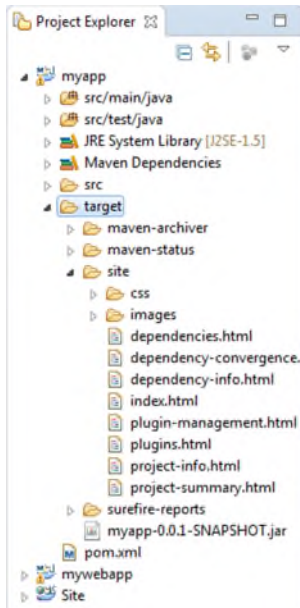 Project Explorer
myapp
src/main/java
src/test/java
JRE System Library [J2SE-1.5]
Maven Dependencies
src
target
maven-archiver
maven-status
site
css
images
dependencies.html
dependency-convergence.
dependency-info.html
index.html
plugin-management.html
plugins.html
project-info.html
project-summary.html
surefire-reports
myapp-0.0.1-SNAPSHOT.jar
pom.xml
mywebapp
Site